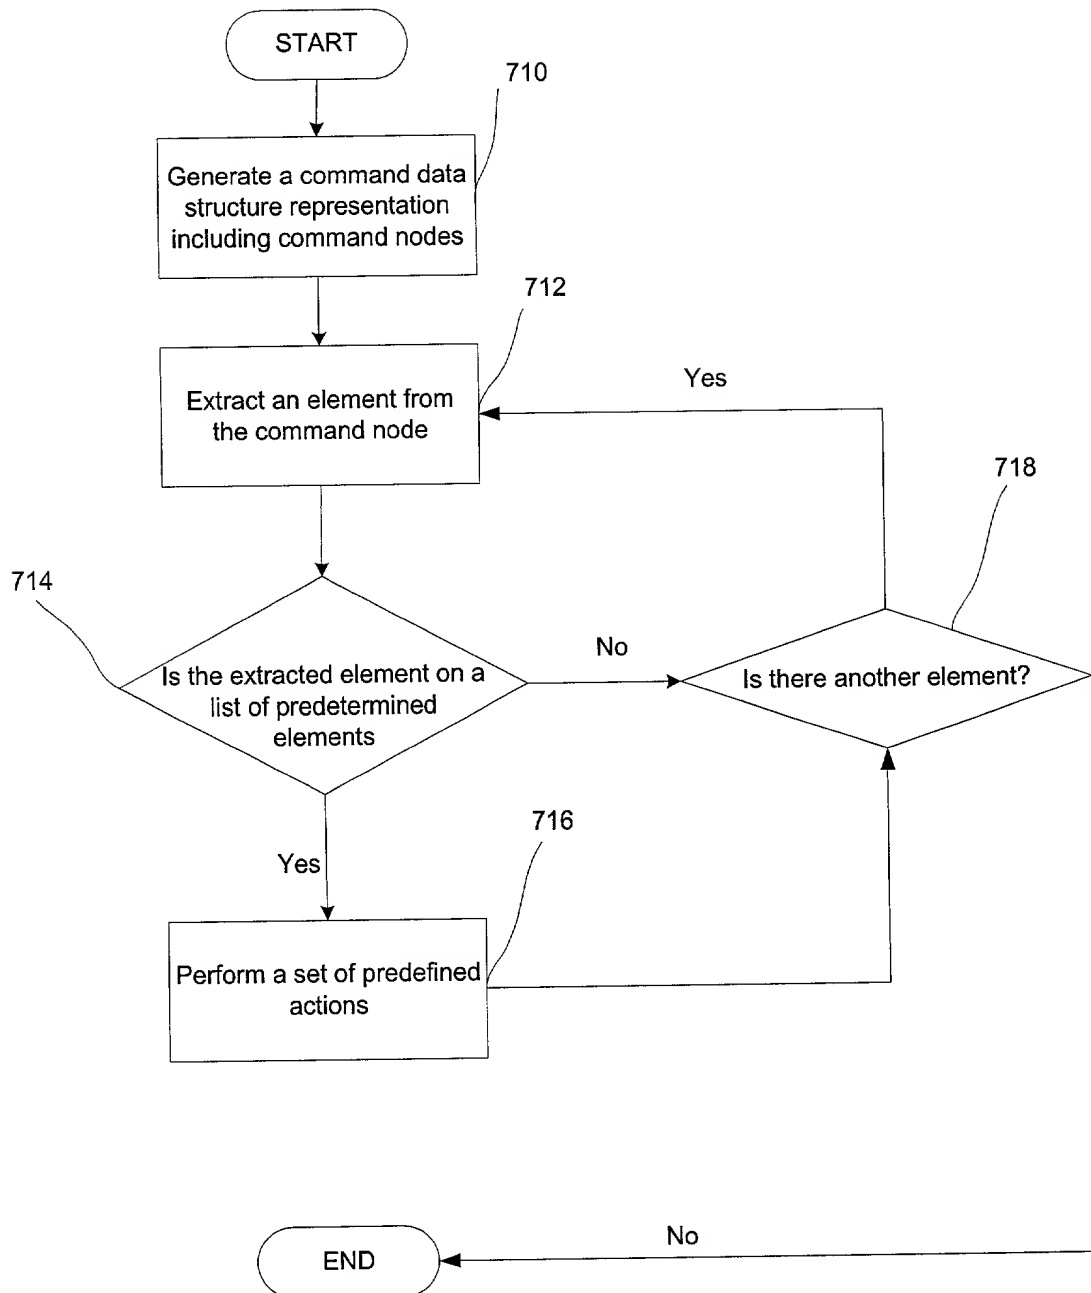 START
710
Generate a command data
structure representation
including command nodes
712
Extract an element from
the command node
Yes
718
714
Is the extracted element on a
list of predetermined
elements
No
Is there another element?
Yes
716
Perform a set of predefined
actions
No
END